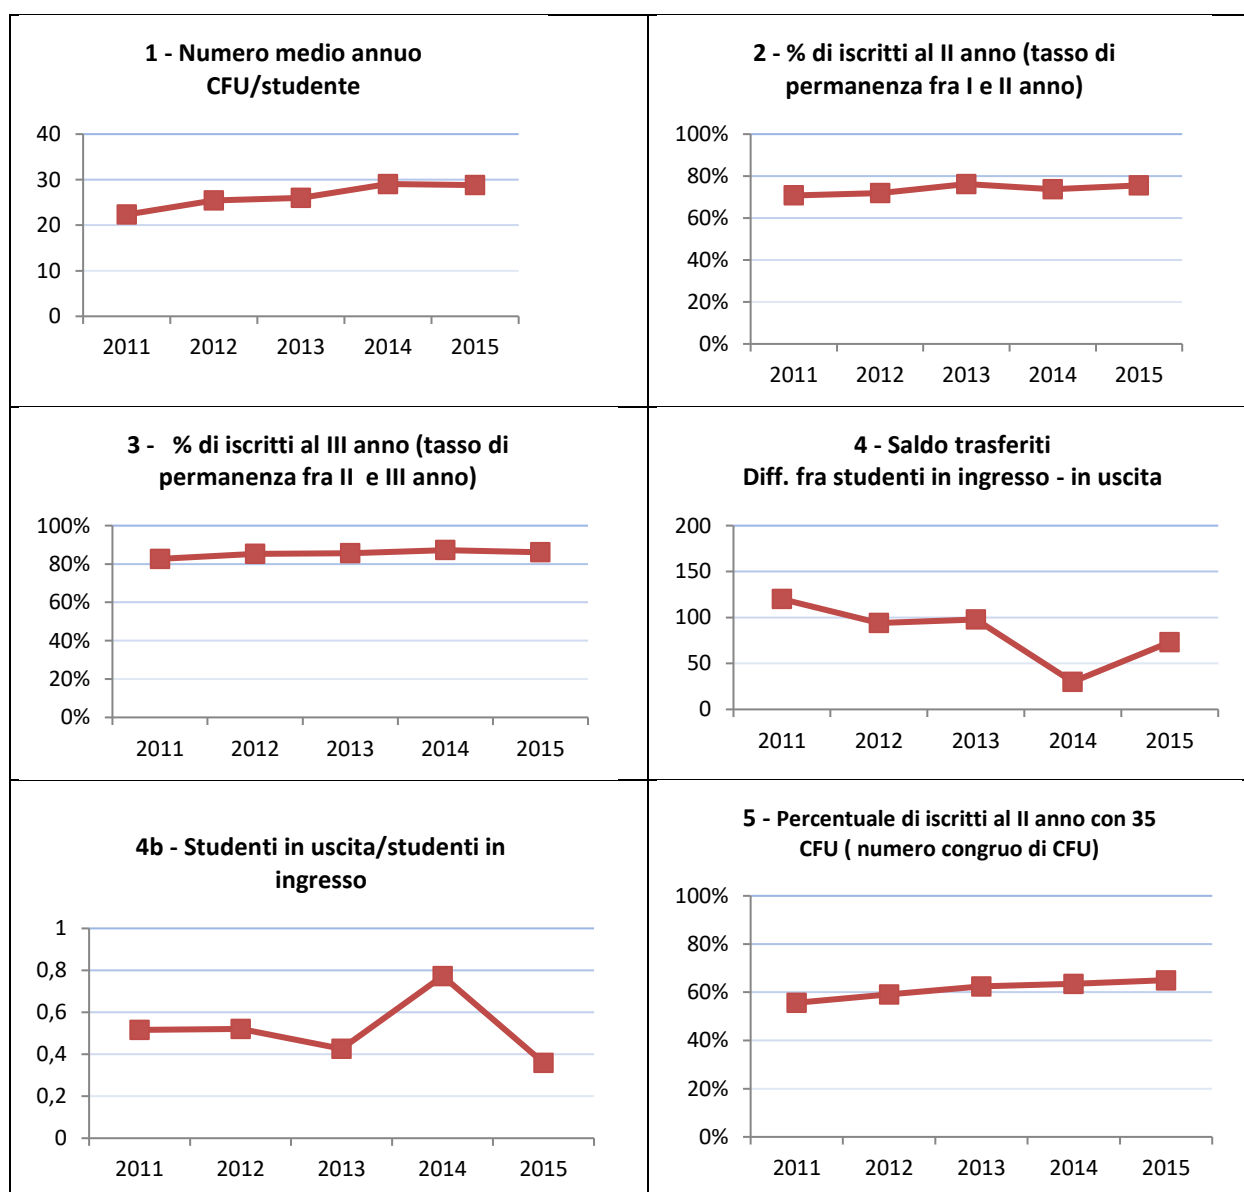 1 - Numero medio annuo
CFU/studente
40
30
20
10
0
2011 2012 2013 2014 2015
2 - % di iscritti al II anno (tasso di
permanenza fra I e II anno)
100%
80%
60%
40%
20%
0%
2011 2012 2013 2014 2015
3 - % di iscritti al III anno (tasso di
permanenza fra II e III anno)
100%
80%
60%
40%
20%
0%
2011 2012 2013 2014 2015
4 - Saldo trasferiti
Diff. fra studenti in ingresso - in uscita
200
150
100
50
0
2011 2012 2013 2014 2015
4b - Studenti in uscita/studenti in
ingresso
1
0,8
0,6
0,4
0,2
0
2011 2012 2013 2014 2015
5 - Percentuale di iscritti al II anno con 35
CFU ( numero congruo di CFU)
100%
80%
60%
40%
20%
0%
2011 2012 2013 2014 2015